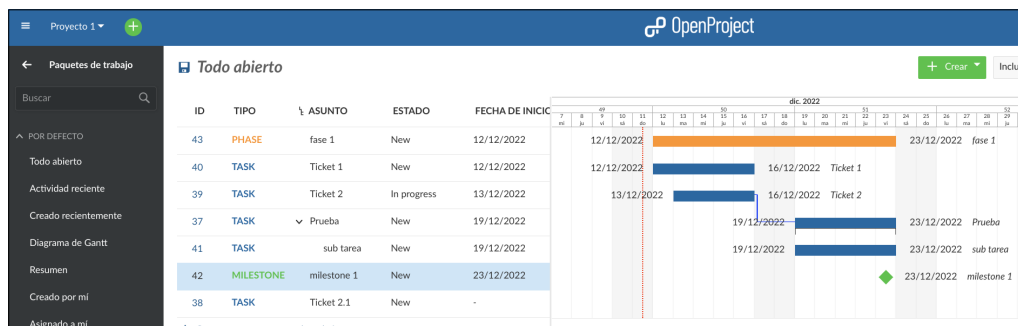 Proyecto 1
OpenProject
Paquetes de trabajo
Todo abierto
Crear
Inclu
Buscar
POR DEFECTO
Todo abierto
Actividad reciente
Creado recientemente
Diagrama de Gantt
Resumen
Creado por mí
Asignado a mí
ID TIPO ASUNTO ESTADO FECHA DE INICIO
43 PHASE fase 1 New 12/12/2022
40 TASK Ticket 1 New 12/12/2022
39 TASK Ticket 2 In progress 13/12/2022
37 TASK Prueba New 19/12/2022
41 TASK sub tarea New 19/12/2022
42 MILESTONE milestone 1 New 23/12/2022
38 TASK Ticket 2.1 New -
dic. 2022
49 50 51 52
7 8 9 10 11 12 13 14 15 16 17 18 19 20 21 22 23 24 25 26 27 28 29
mi ju vi sá do lu ma mi ju vi sá do lu ma mi ju vi sá do lu ma mi ju
12/12/2022 23/12/2022 fase 1
12/12/2022 16/12/2022 Ticket 1
13/12/2022 16/12/2022 Ticket 2
19/12/2022 23/12/2022 Prueba
19/12/2022 23/12/2022 sub tarea
23/12/2022 milestone 1